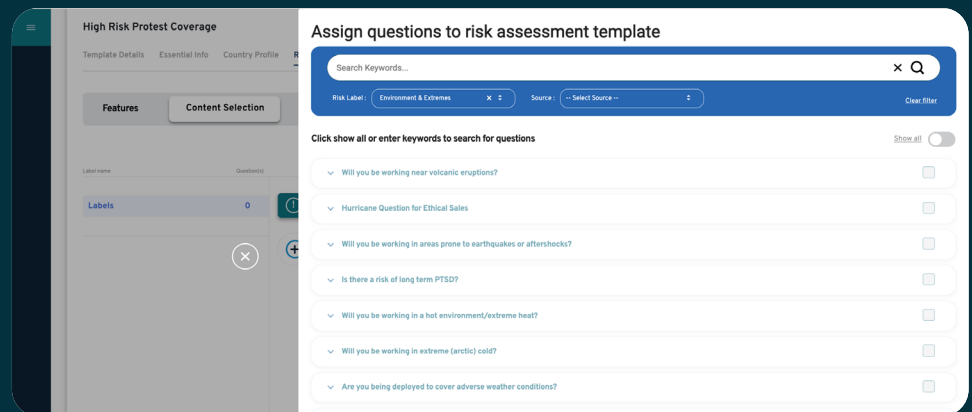 High Risk Protest Coverage
Template Details Essential Info Country Profile R
Features Content Selection
Label name Question(s)
Labels 0
Assign questions to risk assessment template
Search Keywords...
Risk Label : Environment & Extremes Source : -- Select Source -- Clear filter
Click show all or enter keywords to search for questions Show all
Will you be working near volcanic eruptions?
Hurricane Question for Ethical Sales
Will you be working in areas prone to earthquakes or aftershocks?
Is there a risk of long term PTSD?
Will you be working in a hot environment/extreme heat?
Will you be working in extreme (arctic) cold?
Are you being deployed to cover adverse weather conditions?